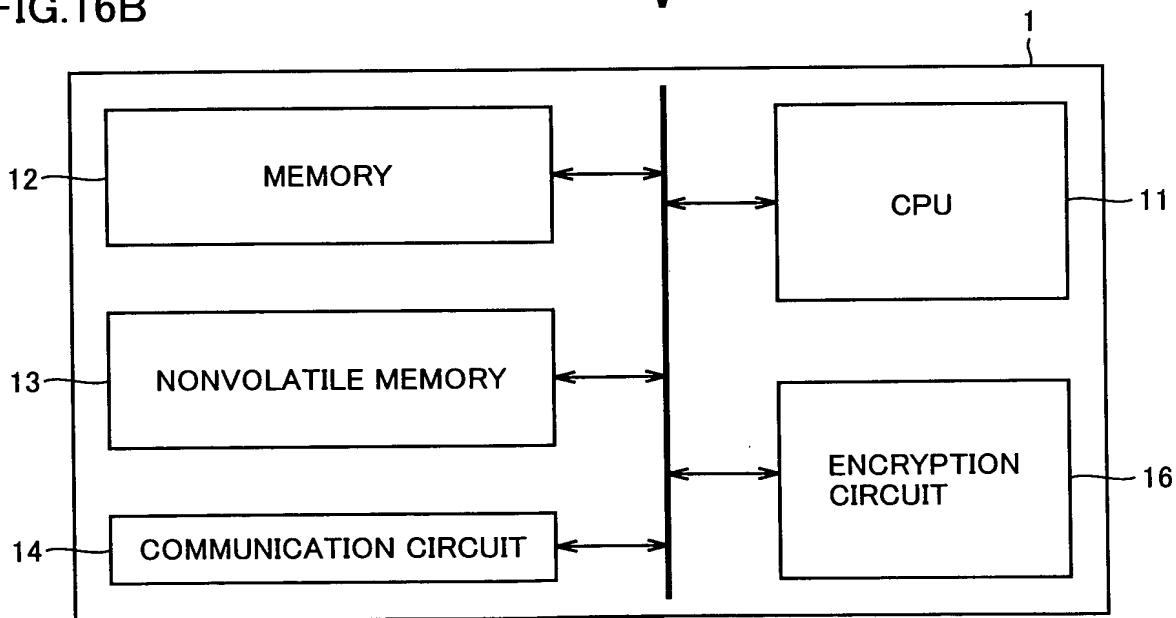 FIG.16B
1
12
MEMORY
CPU
11
13
NONVOLATILE MEMORY
ENCRYPTION
CIRCUIT
16
14
COMMUNICATION CIRCUIT